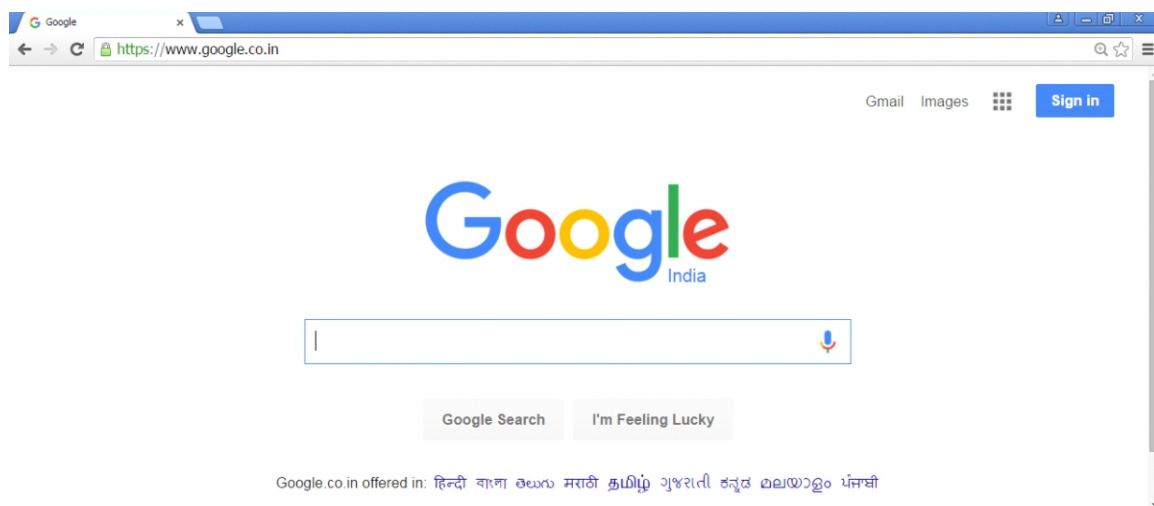 Google
https://www.google.co.in
Gmail Images Sign in
Google
India
Google Search I'm Feeling Lucky
Google.co.in offered in: हिन्दी বাংলা తెలుగు मराठी தமிழ் ગુજરાતી ಕನ್ನಡ മലയാളം ਪੰਜਾਬੀ